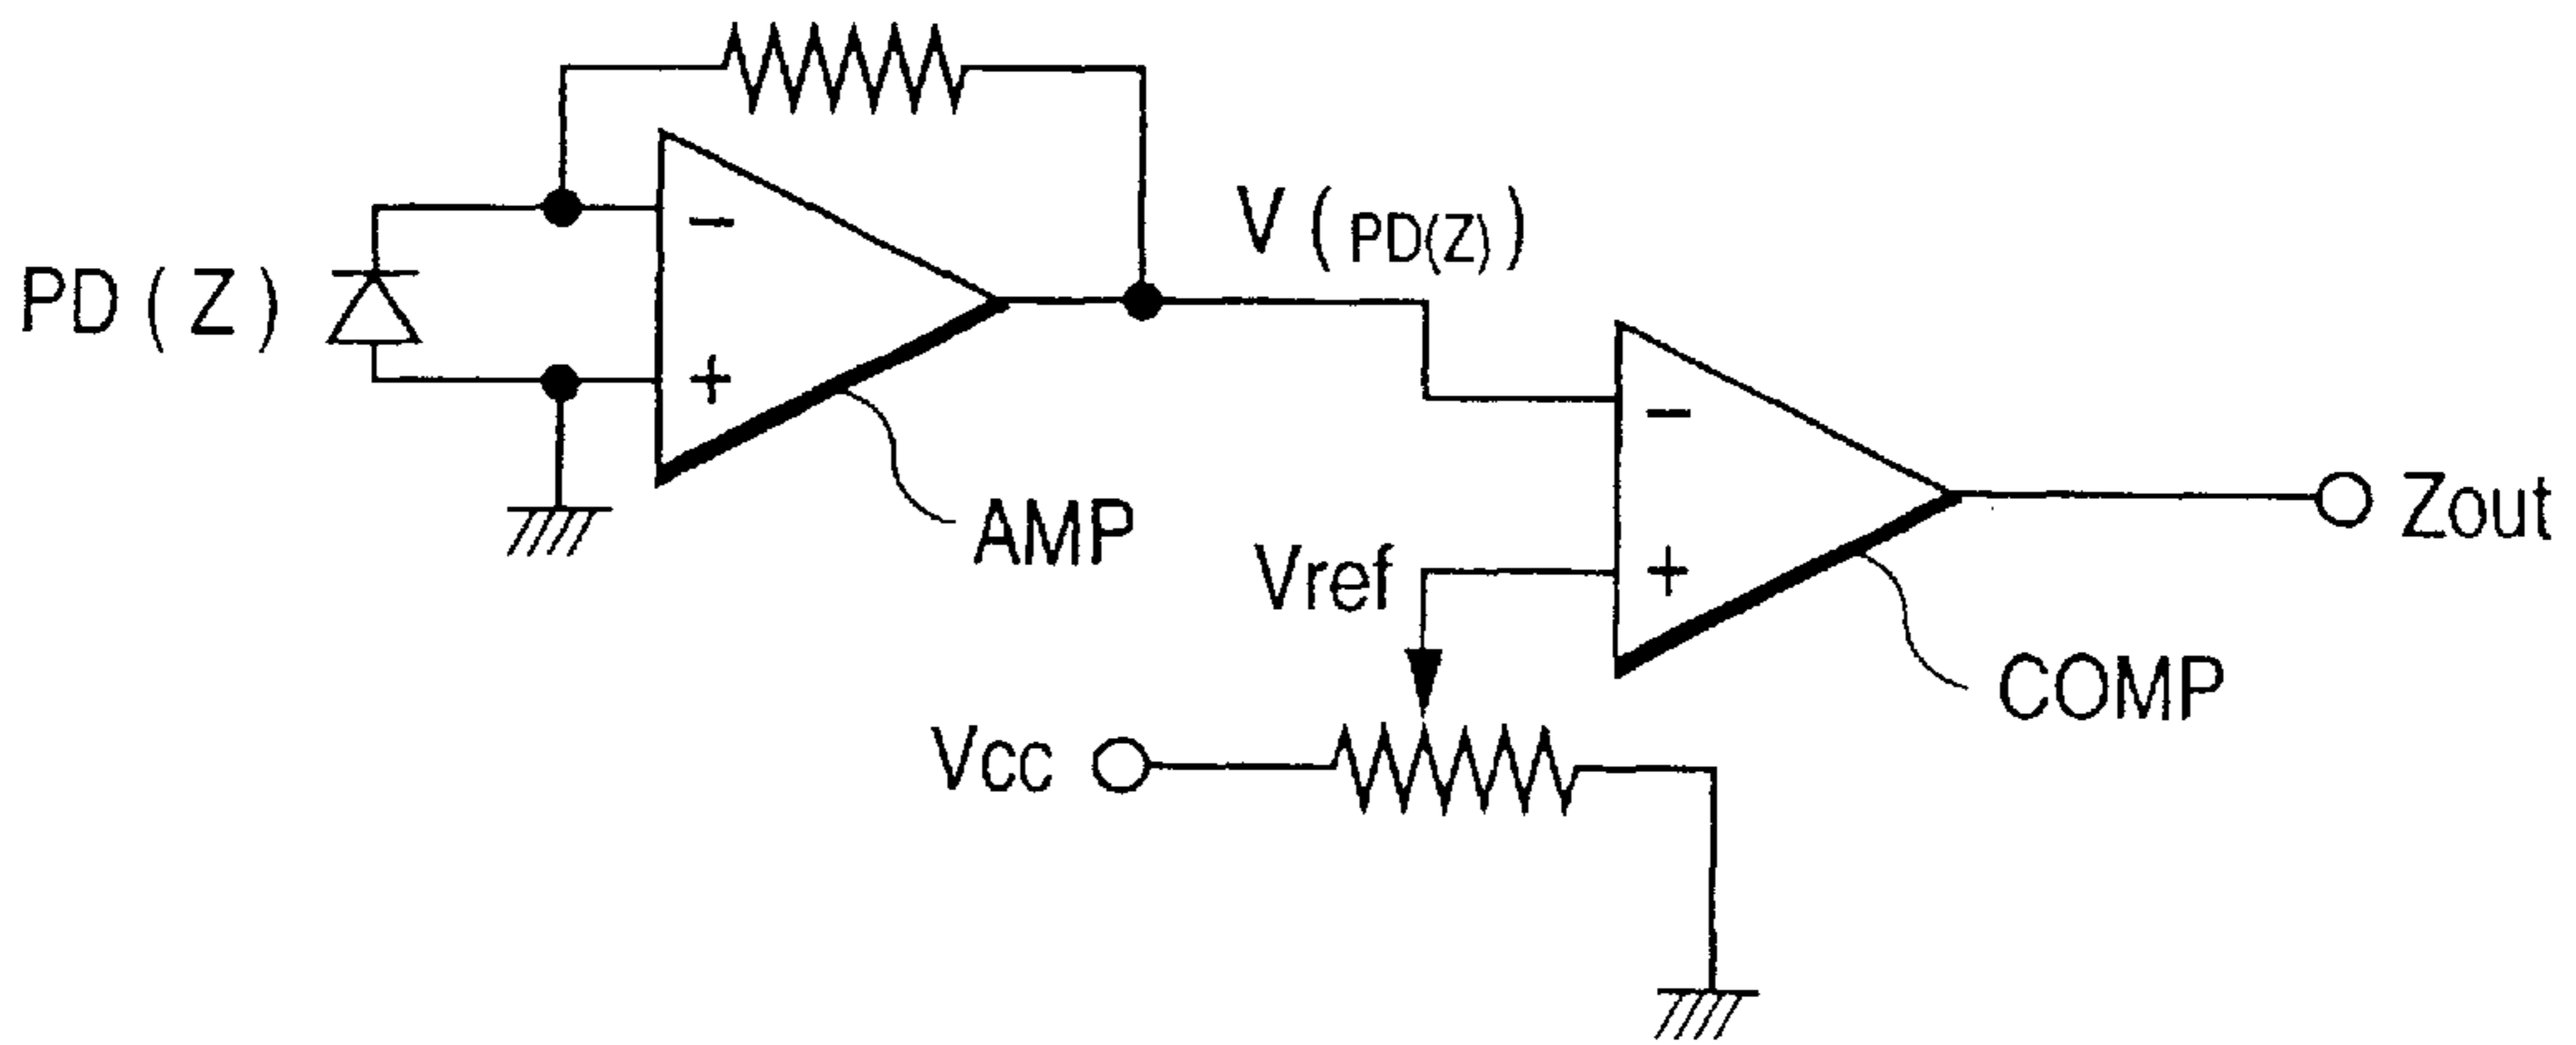 V (PD(Z))
PD ( Z )
−
+
AMP
−
Vref
+
Zout
COMP
Vcc